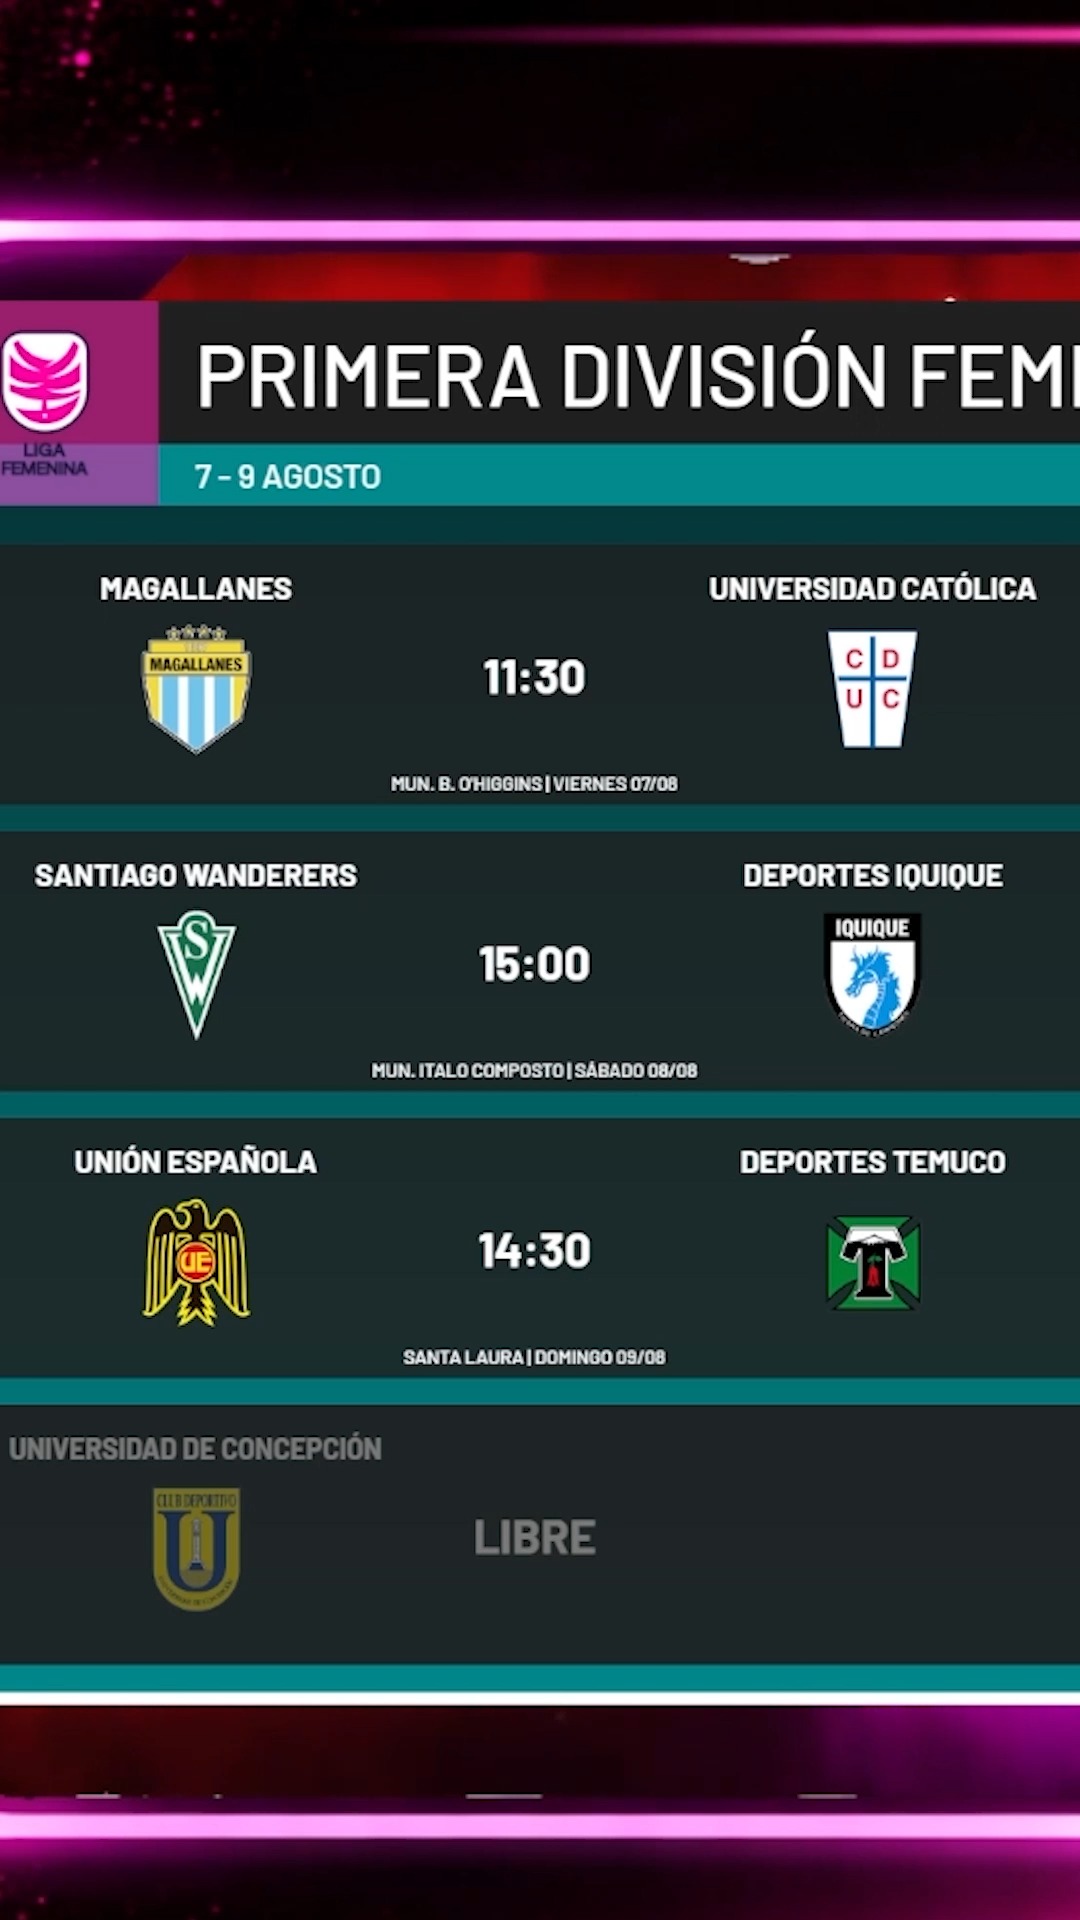 PRIMERA DIVISIÓN FEM
LIGA
FEMENINA
7 - 9 AGOSTO
MAGALLANES
UNIVERSIDAD CATÓLICA
MAGALLANES
11:30
C D
U C
MUN. B. O'HIGGINS | VIERNES 07/08
SANTIAGO WANDERERS
DEPORTES IQUIQUE
S
W
15:00
IQUIQUE
MUN. ITALO COMPOSTO | SÁBADO 08/08
UNIÓN ESPAÑOLA
DEPORTES TEMUCO
UE
14:30
T
SANTA LAURA | DOMINGO 09/08
UNIVERSIDAD DE CONCEPCIÓN
CLUB DEPORTIVO
U
LIBRE